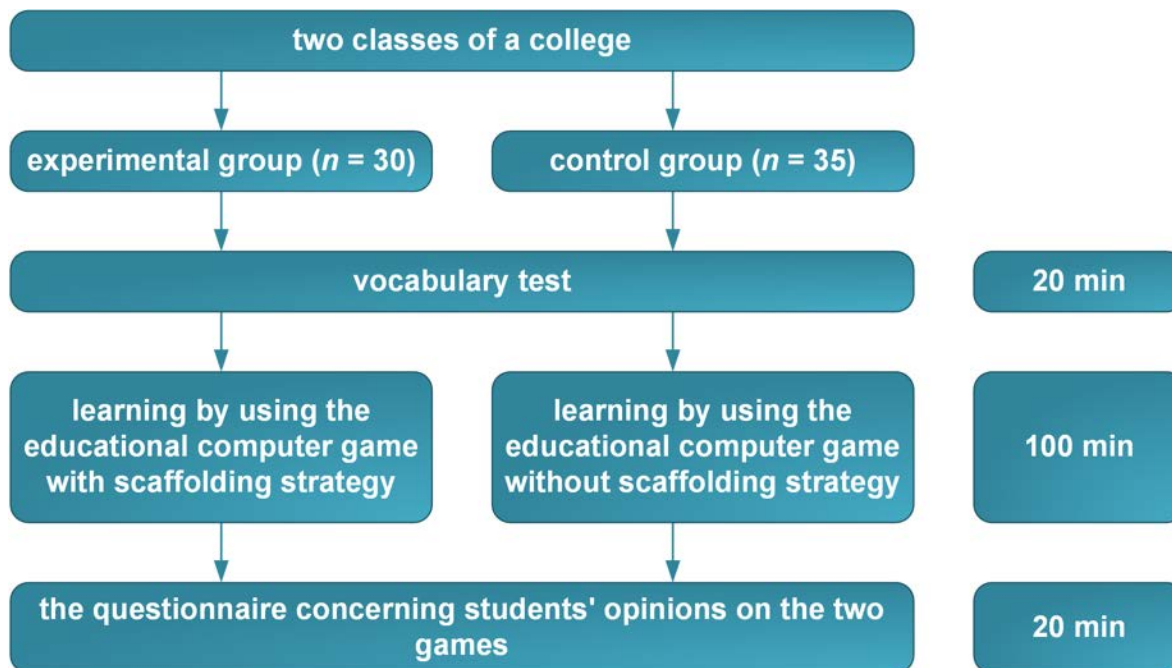 two classes of a college
experimental group (n = 30)
control group (n = 35)
vocabulary test
20 min
learning by using the
educational computer game
with scaffolding strategy
learning by using the
educational computer game
without scaffolding strategy
100 min
the questionnaire concerning students' opinions on the two
games
20 min